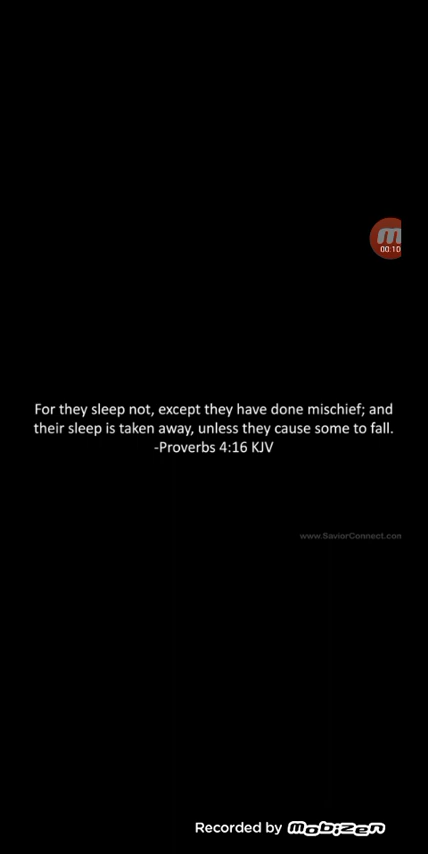 00:10
For they sleep not, except they have done mischief; and
their sleep is taken away, unless they cause some to fall.
-Proverbs 4:16 KJV
www.SaviorConnect.com
Recorded by Mobizen